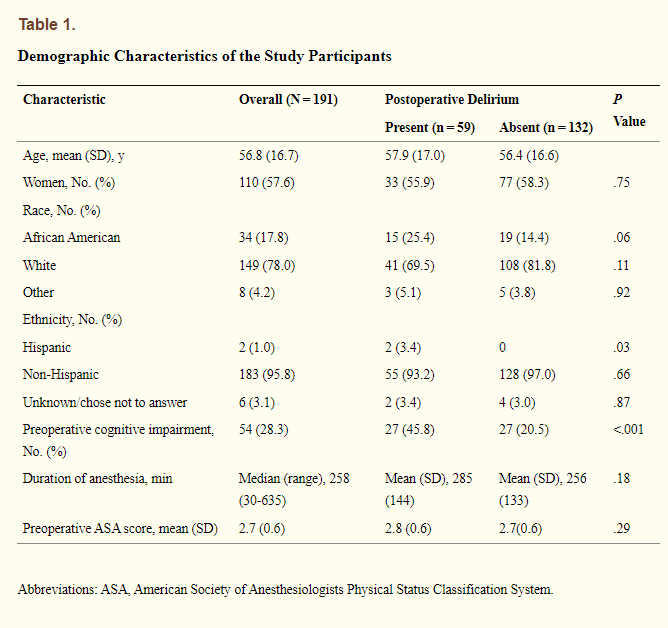 Table 1.
Demographic Characteristics of the Study Participants
Characteristic Overall (N = 191) Postoperative Delirium P
Present (n = 59) Absent (n = 132) Value
Age, mean (SD), y 56.8 (16.7) 57.9 (17.0) 56.4 (16.6)
Women, No. (%) 110 (57.6) 33 (55.9) 77 (58.3) .75
Race, No. (%)
African American 34 (17.8) 15 (25.4) 19 (14.4) .06
White 149 (78.0) 41 (69.5) 108 (81.8) .11
Other 8 (4.2) 3 (5.1) 5 (3.8) .92
Ethnicity, No. (%)
Hispanic 2 (1.0) 2 (3.4) 0 .03
Non-Hispanic 183 (95.8) 55 (93.2) 128 (97.0) .66
Unknown/chose not to answer 6 (3.1) 2 (3.4) 4 (3.0) .87
Preoperative cognitive impairment, 54 (28.3) 27 (45.8) 27 (20.5) <.001
No. (%)
Duration of anesthesia, min Median (range), 258 Mean (SD), 285 Mean (SD), 256 .18
(30-635) (144) (133)
Preoperative ASA score, mean (SD) 2.7 (0.6) 2.8 (0.6) 2.7(0.6) .29
Abbreviations: ASA, American Society of Anesthesiologists Physical Status Classification System.